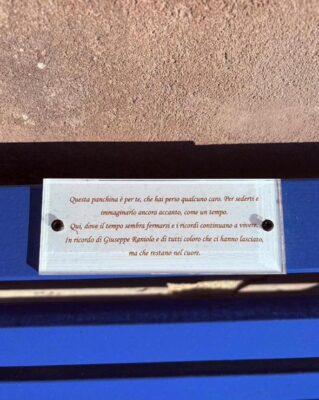 Questa panchina è per te, che hai perso qualcuno caro. Per sederti e
immaginarlo ancora accanto, come un tempo.
Qui, dove il tempo sembra fermarsi e i ricordi continuano a vivere.
In ricordo di Giuseppe Raniolo e di tutti coloro che ci hanno lasciato,
ma che restano nel cuore.